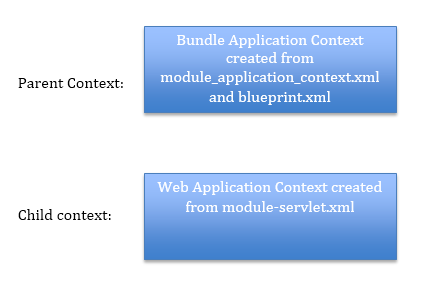 Bundle Application Context
created from
Parent Context:
module_application_context.xml
and blueprint.xml
Web Application Context created
from module-servlet.xml
Child context: